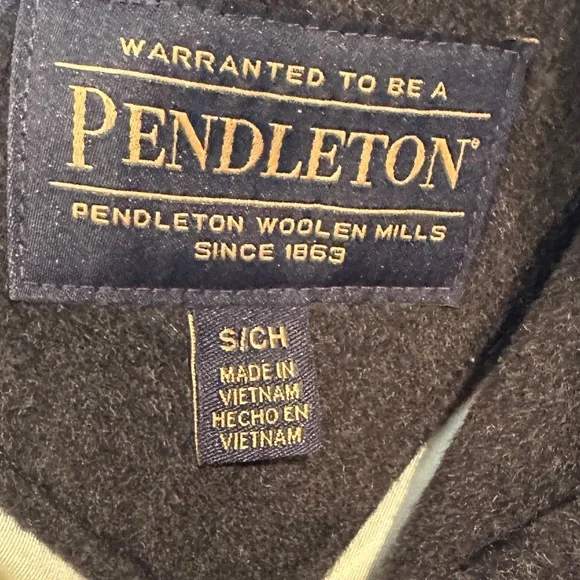 WARRANTED TO BE A
PENDLETON®
PENDLETON WOOLEN MILLS
SINCE 1863
S/CH
MADE IN
VIETNAM
HECHO EN
VIETNAM